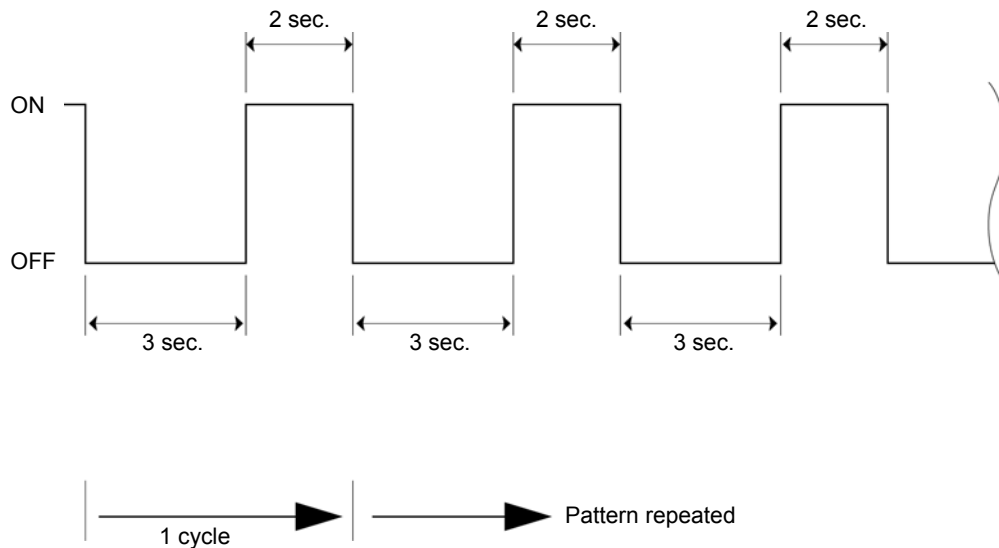 2 sec.
2 sec.
2 sec.
ON
OFF
3 sec.
3 sec.
3 sec.
Pattern repeated
1 cycle